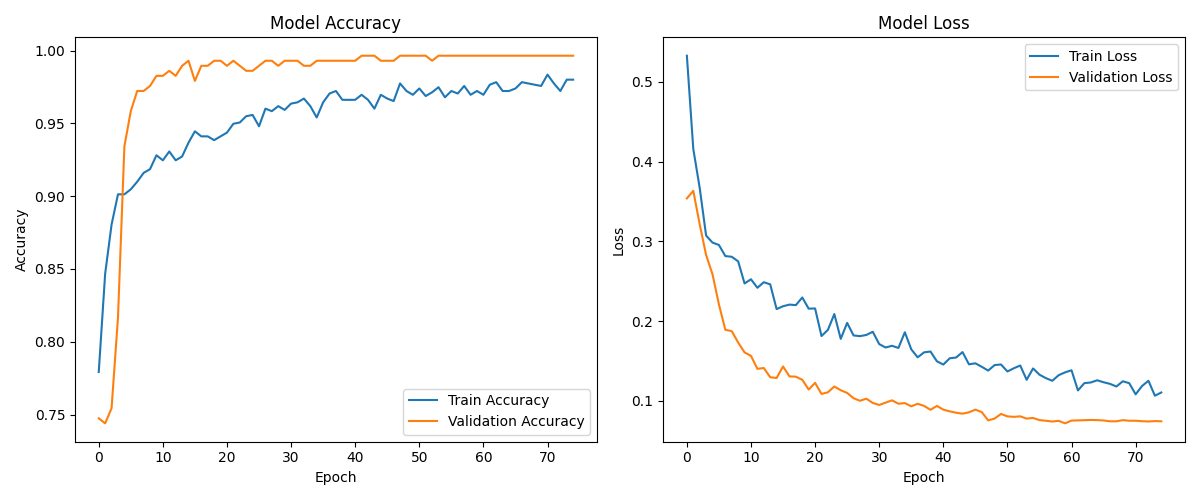 Model Accuracy
1.00
0.95
0.90
0.85
0.80
0.75
Accuracy
0 10 20 30 40 50 60 70
Epoch
Train Accuracy
Validation Accuracy
Model Loss
0.5
0.4
0.3
0.2
0.1
Loss
0 10 20 30 40 50 60 70
Epoch
Train Loss
Validation Loss